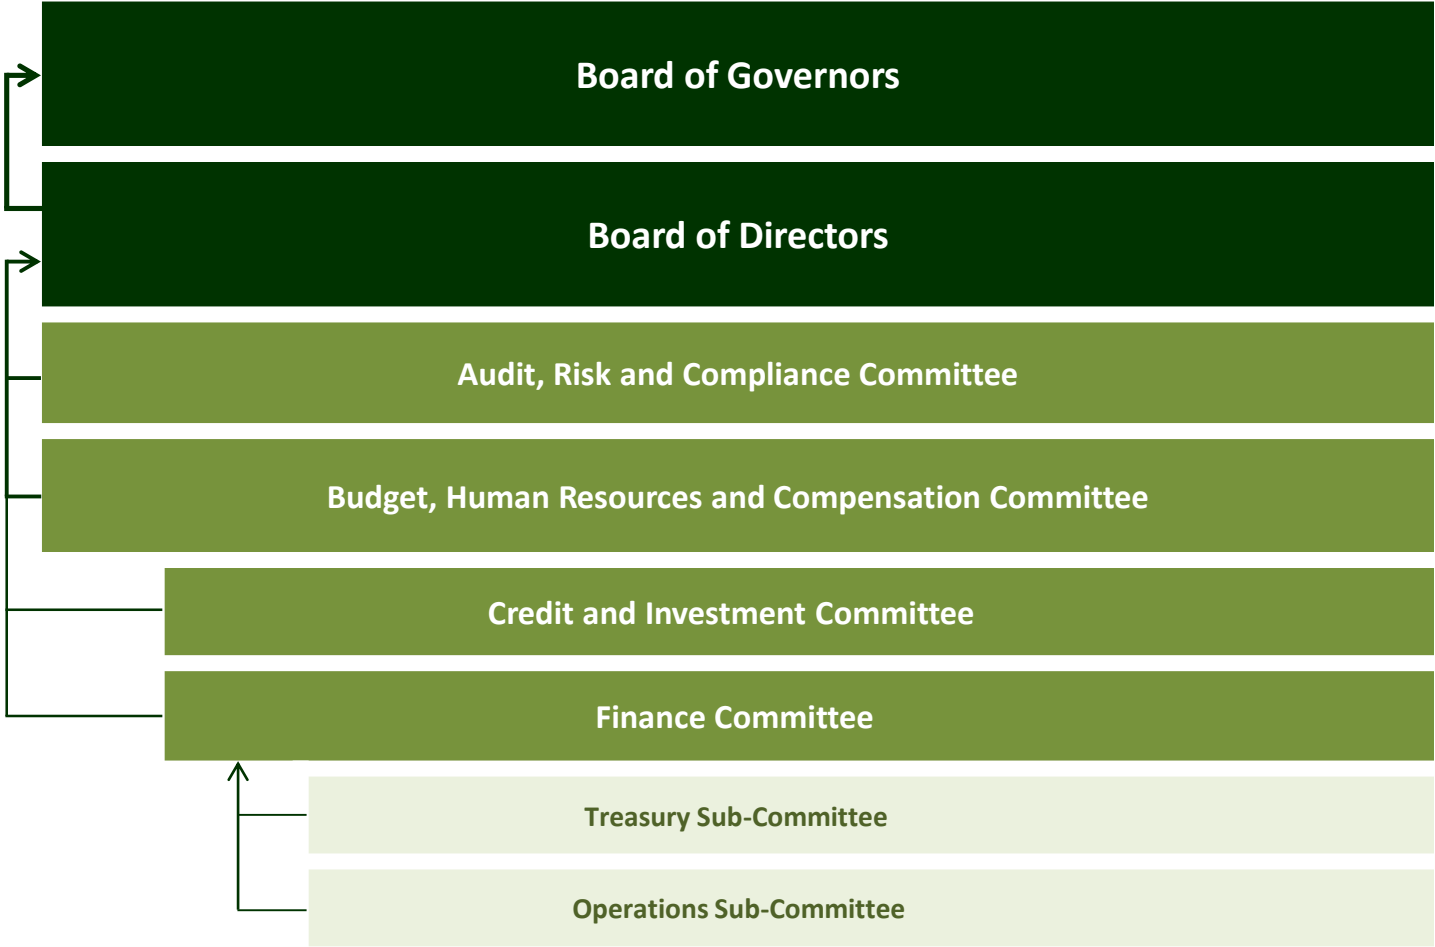 Board of Governors
Board of Directors
Audit, Risk and Compliance Committee
Budget, Human Resources and Compensation Committee
Credit and Investment Committee
Finance Committee
Treasury Sub-Committee
Operations Sub-Committee